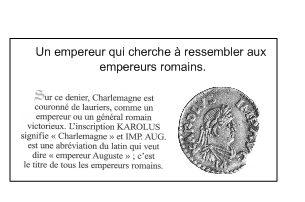 Un empereur qui cherche à ressembler aux
empereurs romains.
Sur ce denier, Charlemagne est
couronné de lauriers, comme un
empereur ou un général romain
victorieux. L'inscription KAROLUS
signifie « Charlemagne » et IMP. AUG.
est une abréviation du latin qui veut
dire « empereur Auguste » ; c'est
le titre de tous les empereurs romains.